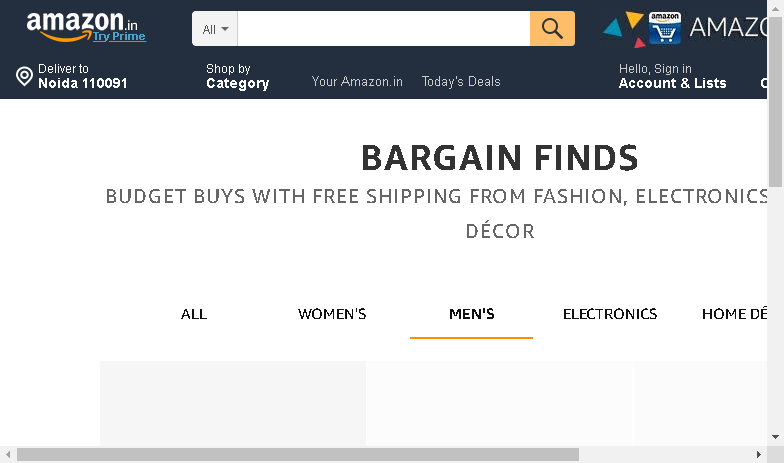 amazon.in
Try Prime
All
amazon
AMAZO
Deliver to
Noida 110091
Shop by
Category
Your Amazon.in
Today's Deals
Hello, Sign in
Account & Lists
BARGAIN FINDS
BUDGET BUYS WITH FREE SHIPPING FROM FASHION, ELECTRONICS
DÉCOR
ALL
WOMEN'S
MEN'S
ELECTRONICS
HOME DÉ